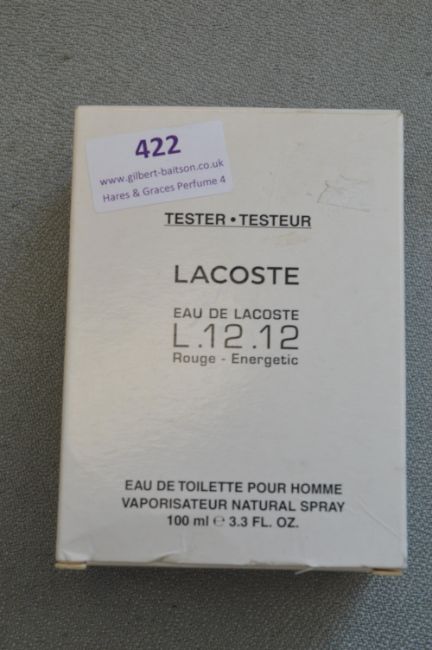 422
www.gilbert-baitson.co.uk
Hares & Graces Perfume 4
TESTER • TESTEUR
LACOSTE
EAU DE LACOSTE
L.12.12
Rouge - Energetic
EAU DE TOILETTE POUR HOMME
VAPORISATEUR NATURAL SPRAY
100 ml ℮ 3.3 FL. OZ.